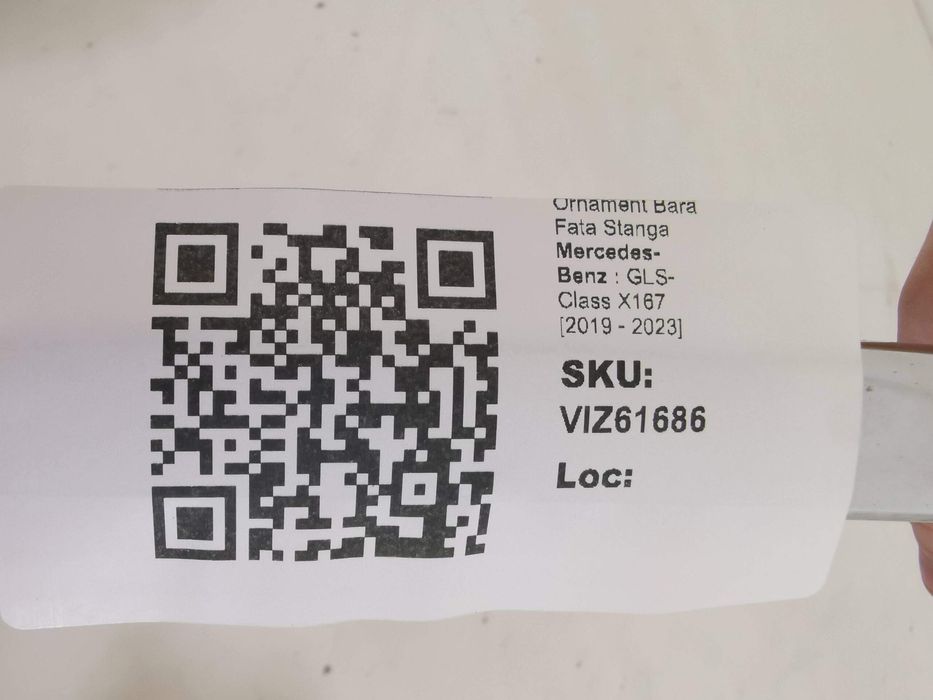 Ornament Bara
Fata Stanga
Mercedes-
Benz : GLS-
Class X167
[2019 - 2023]
SKU:
VIZ61686
Loc: